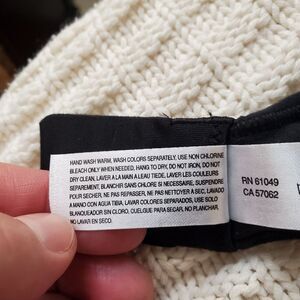 HAND WASH WARM, WASH COLORS SEPARATELY, USE NON CHLORINE
BLEACH ONLY WHEN NEEDED, HANG TO DRY, DO NOT IRON, DO NOT
DRY CLEAN, LAVER A LA MAIN A L'EAU TIEDE, LAVER LES COULEURS
SEPAREMENT, BLANCHIR SANS CHLORE SI NECESSAIRE, SUSPENDRE
POUR SECHER, NE PAS REPASSER, NE PAS NETTOYER A SEC, LAVADO
A MANO CON AGUA TIBIA, LAVAR COLORES SEPARADOS, USE SOLO
BLANQUEADOR SIN CLORO, CUELGUE PARA SECAR, NO PLANCHAR,
NO LAVAR EN SECO.
RN 61049
CA 57062